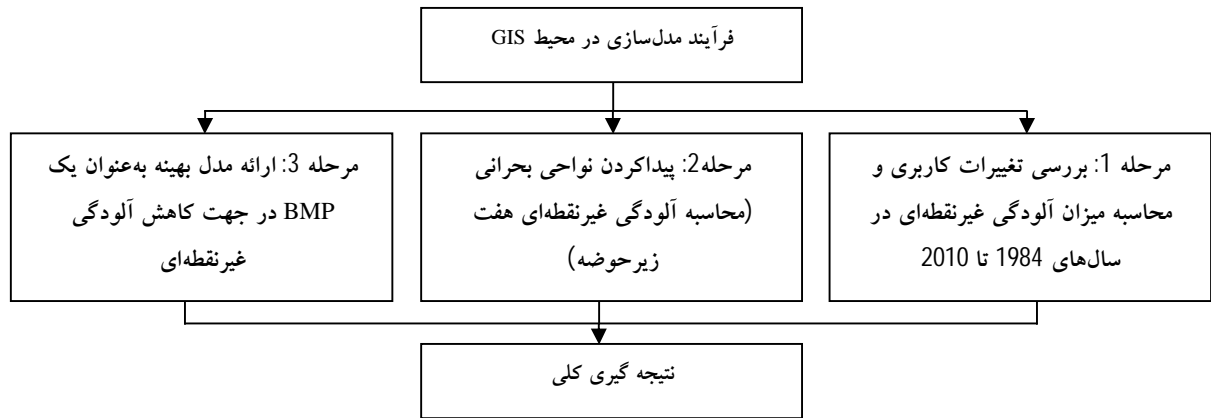 فرآیند مدل‌سازی در محیط GIS
مرحله 1: بررسی تغییرات کاربری و
محاسبه میزان آلودگی غیرنقطه‌ای در
سال‌های 1984 تا 2010
مرحله2: پیداکردن نواحی بحرانی
(محاسبه آلودگی غیرنقطه‌ای هفت
زیرحوضه)
مرحله 3: ارائه مدل بهینه به‌عنوان یک
BMP در جهت کاهش آلودگی
غیرنقطه‌ای
نتیجه گیری کلی